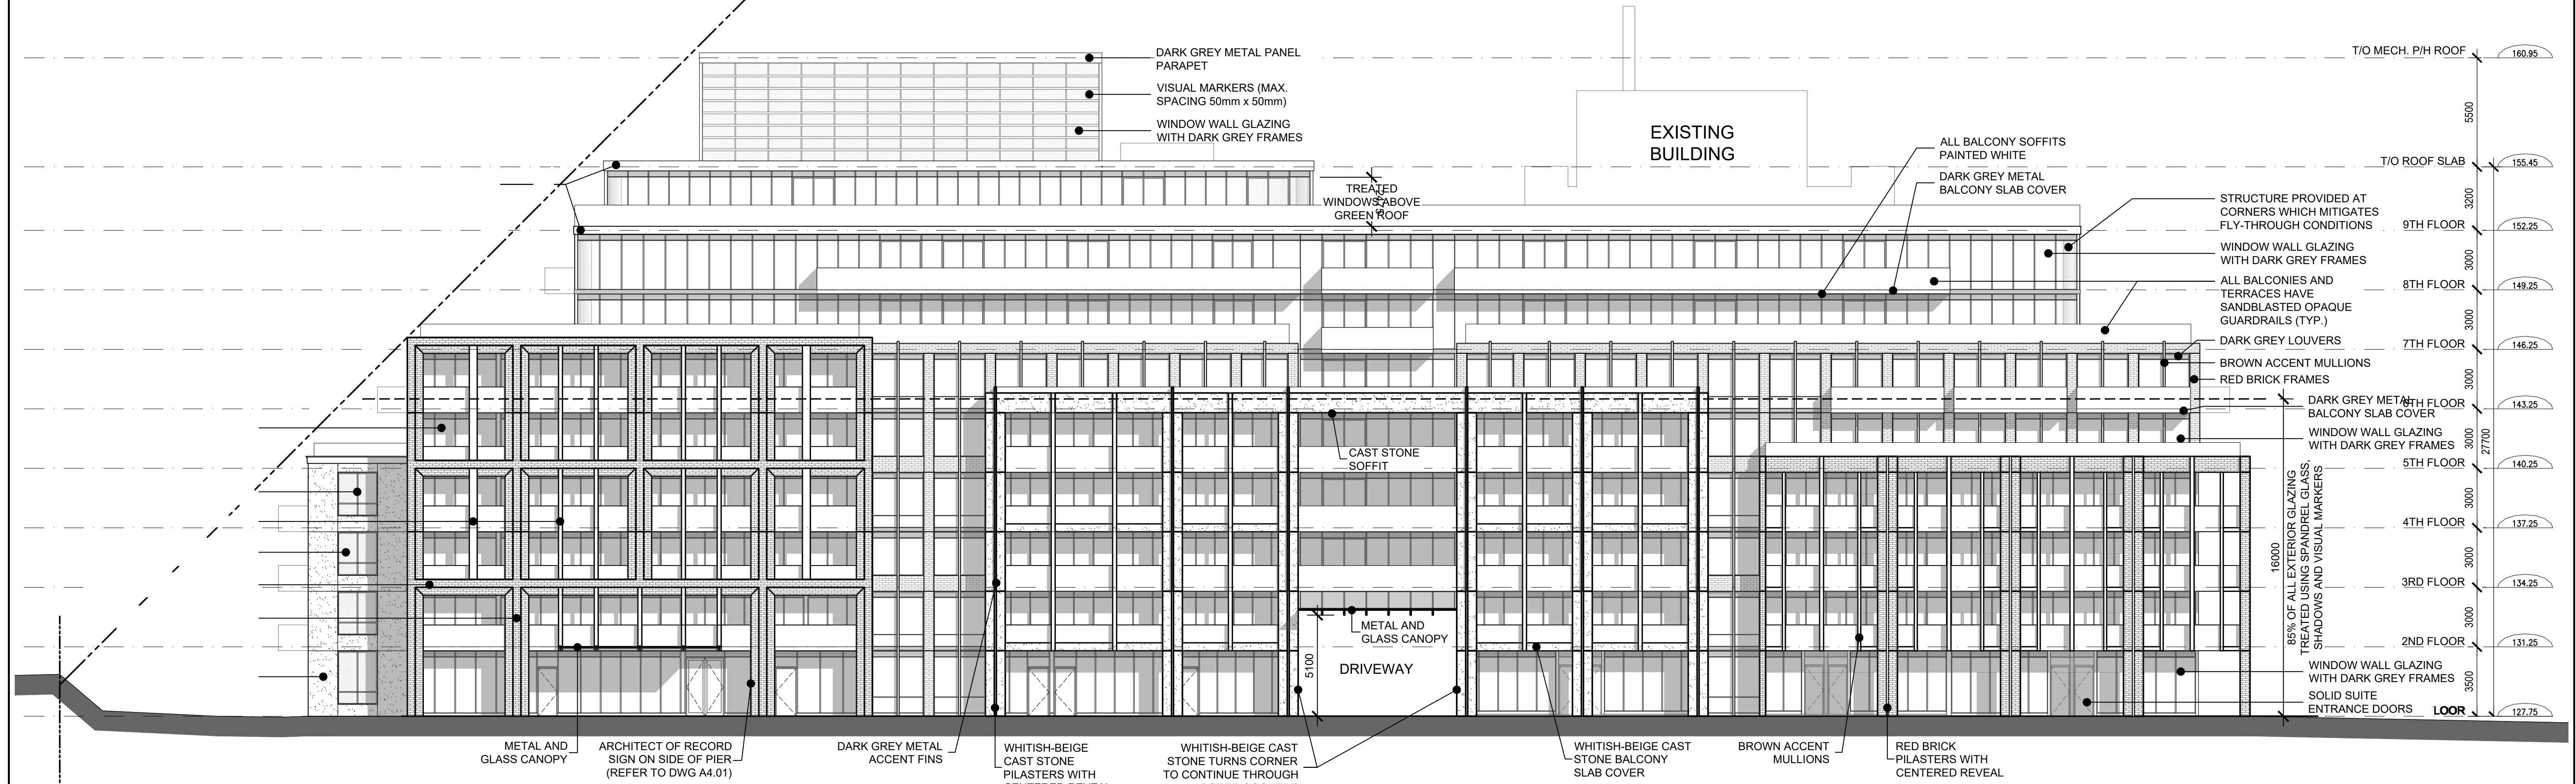 DARK GREY METAL PANEL
PARAPET
VISUAL MARKERS (MAX.
SPACING 50mm x 50mm)
WINDOW WALL GLAZING
WITH DARK GREY FRAMES
TREATED
WINDOWS ABOVE
GREEN ROOF
EXISTING
BUILDING
ALL BALCONY SOFFITS
PAINTED WHITE
DARK GREY METAL
BALCONY SLAB COVER
STRUCTURE PROVIDED AT
CORNERS WHICH MITIGATES
FLY-THROUGH CONDITIONS
WINDOW WALL GLAZING
WITH DARK GREY FRAMES
ALL BALCONIES AND
TERRACES HAVE
SANDBLASTED OPAQUE
GUARDRAILS (TYP.)
DARK GREY LOUVERS
BROWN ACCENT MULLIONS
RED BRICK FRAMES
DARK GREY METAL
BALCONY SLAB COVER
WINDOW WALL GLAZING
WITH DARK GREY FRAMES
T/O MECH. P/H ROOF 160.95
5500
T/O ROOF SLAB 155.45
3200
9TH FLOOR 152.25
3000
8TH FLOOR 149.25
3000
7TH FLOOR 146.25
3000
6TH FLOOR 143.25
3000
27700
5TH FLOOR 140.25
3000
4TH FLOOR 137.25
3000
3RD FLOOR 134.25
3000
2ND FLOOR 131.25
3500
LOOR 127.75
16000
85% OF ALL EXTERIOR GLAZING
TREATED USING SPANDREL GLASS,
SHADOWS AND VISUAL MARKERS
CAST STONE
SOFFIT
METAL AND
GLASS CANOPY
5100
DRIVEWAY
WINDOW WALL GLAZING
WITH DARK GREY FRAMES
SOLID SUITE
ENTRANCE DOORS
METAL AND
GLASS CANOPY
ARCHITECT OF RECORD
SIGN ON SIDE OF PIER
(REFER TO DWG A4.01)
DARK GREY METAL
ACCENT FINS
WHITISH-BEIGE
CAST STONE
PILASTERS WITH
CENTERED REVEAL
WHITISH-BEIGE CAST
STONE TURNS CORNER
TO CONTINUE THROUGH
WHITISH-BEIGE CAST
STONE BALCONY
SLAB COVER
BROWN ACCENT
MULLIONS
RED BRICK
PILASTERS WITH
CENTERED REVEAL